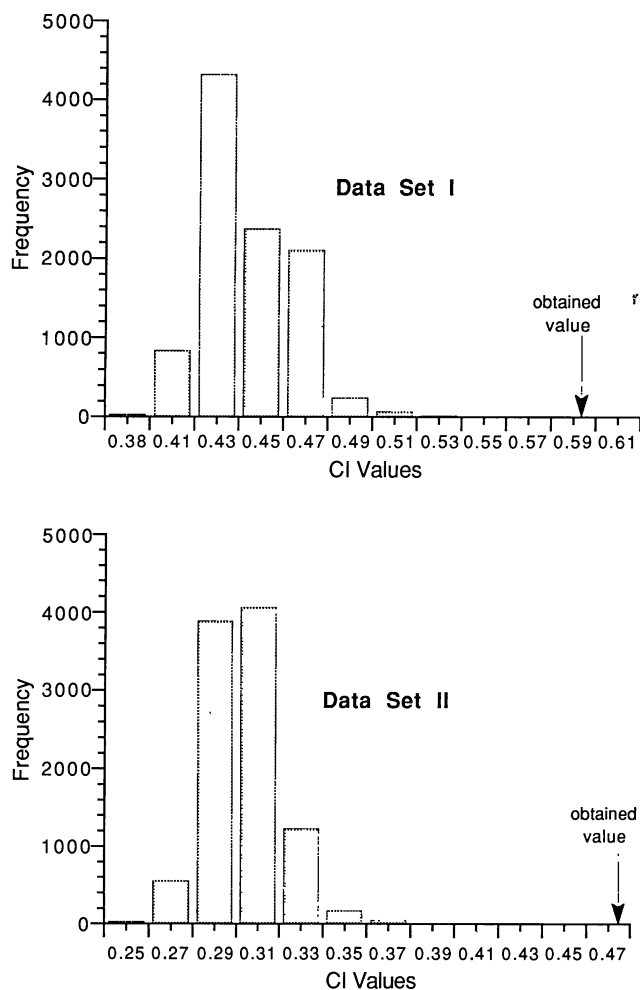 5000
4000
3000
2000
1000
0
Frequency
Data Set I
obtained
value
r
0.38 0.41 0.43 0.45 0.47 0.49 0.51 0.53 0.55 0.57 0.59 0.61
CI Values
5000
4000
3000
2000
1000
0
Frequency
Data Set II
obtained
value
0.25 0.27 0.29 0.31 0.33 0.35 0.37 0.39 0.41 0.43 0.45 0.47
CI Values